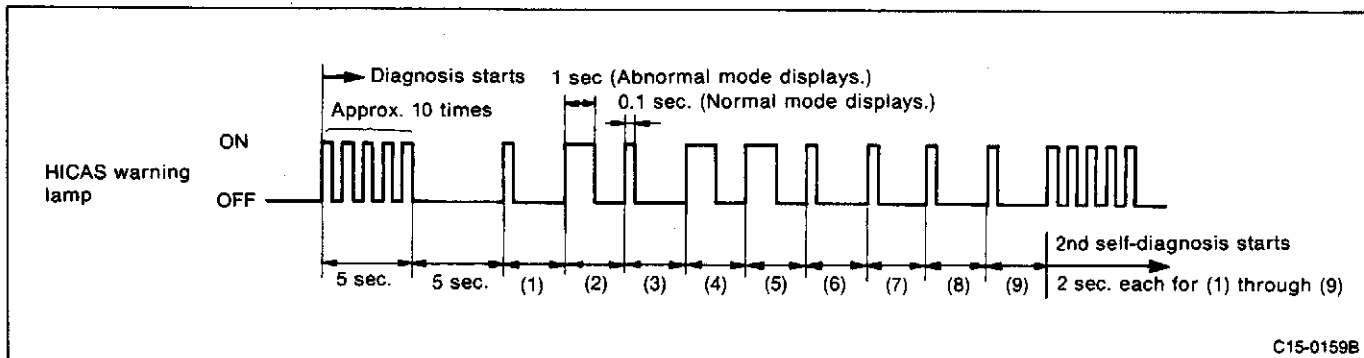 Diagnosis starts
1 sec (Abnormal mode displays.)
0.1 sec. (Normal mode displays.)
Approx. 10 times
ON
HICAS warning
lamp
OFF
2nd self-diagnosis starts
5 sec.
5 sec.
(1)
(2)
(3)
(4)
(5)
(6)
(7)
(8)
(9)
2 sec. each for (1) through (9)
C15-0159B